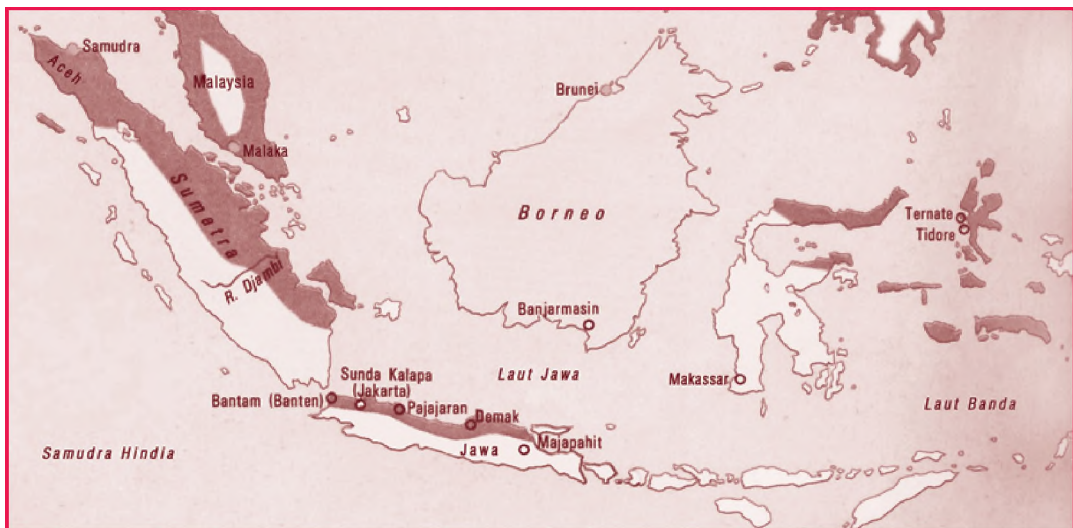 Samudra
Aceh
Malaysia
Malaka
Sumatra
R. Djambi
Brunei
Borneo
Banjarmasin
Ternate
Tidore
Makassar
Laut Jawa
Laut Banda
Sunda Kalapa
(Jakarta)
Bantam (Banten)
Pajajaran
Demak
Majapahit
Jawa
Samudra Hindia